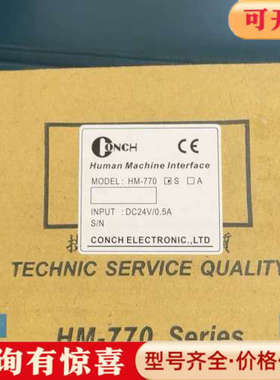 可开
CONCH CE
Human Machine Interface
MODEL: HM-770 S A
INPUT :DC24V/0.5A
S/N
CONCH ELECTRONIC.,LTD
TECHNIC SERVICE QUALITY
HM-770 Series
询有惊喜
型号齐全·价格